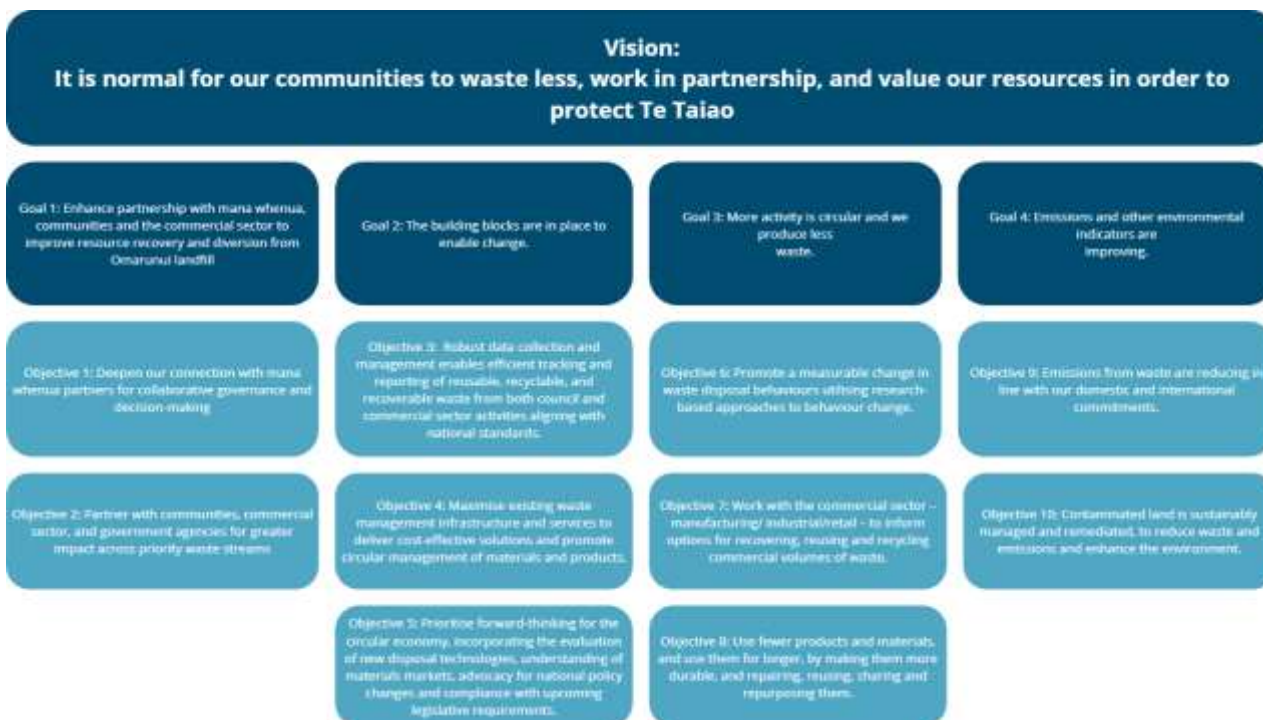 Vision:
It is normal for our communities to waste less, work in partnership, and value our resources in order to
protect Te Taiao
Goal 1: Enhance partnership with mana whenua,
communities and the commercial sector to
improve resource recovery and diversion from
Omarunui landfill
Goal 2: The building blocks are in place to
enable change.
Goal 3: More activity is circular and we
produce less
waste.
Goal 4: Emissions and other environmental
indicators are
improving.
Objective 1: Deepen our connection with mana
whenua partners for collaborative governance and
decision-making
Objective 3: Robust data collection and
management enables efficient tracking and
reporting of reusable, recyclable, and
recoverable waste from both council and
commercial sector activities aligning with
national standards.
Objective 6: Promote a measurable change in
waste disposal behaviours utilising research-
based approaches to behaviour change.
Objective 9: Emissions from waste are reducing in
line with our domestic and international
commitments.
Objective 2: Partner with communities, commercial
sector, and government agencies for greater
impact across priority waste streams
Objective 4: Maximise existing waste
management infrastructure and services to
deliver cost-effective solutions and promote
circular management of materials and products.
Objective 7: Work with the commercial sector –
manufacturing/ industrial/retail – to inform
options for recovering, reusing and recycling
commercial volumes of waste.
Objective 10: Contaminated land is sustainably
managed and remediated, to reduce waste and
emissions and enhance the environment.
Objective 5: Prioritise forward-thinking for the
circular economy, incorporating the evaluation
of new disposal technologies, understanding of
materials markets, advocacy for national policy
changes and compliance with upcoming
legislative requirements.
Objective 8: Use fewer products and materials,
and use them for longer, by making them more
durable, and repairing, reusing, sharing and
repurposing them.